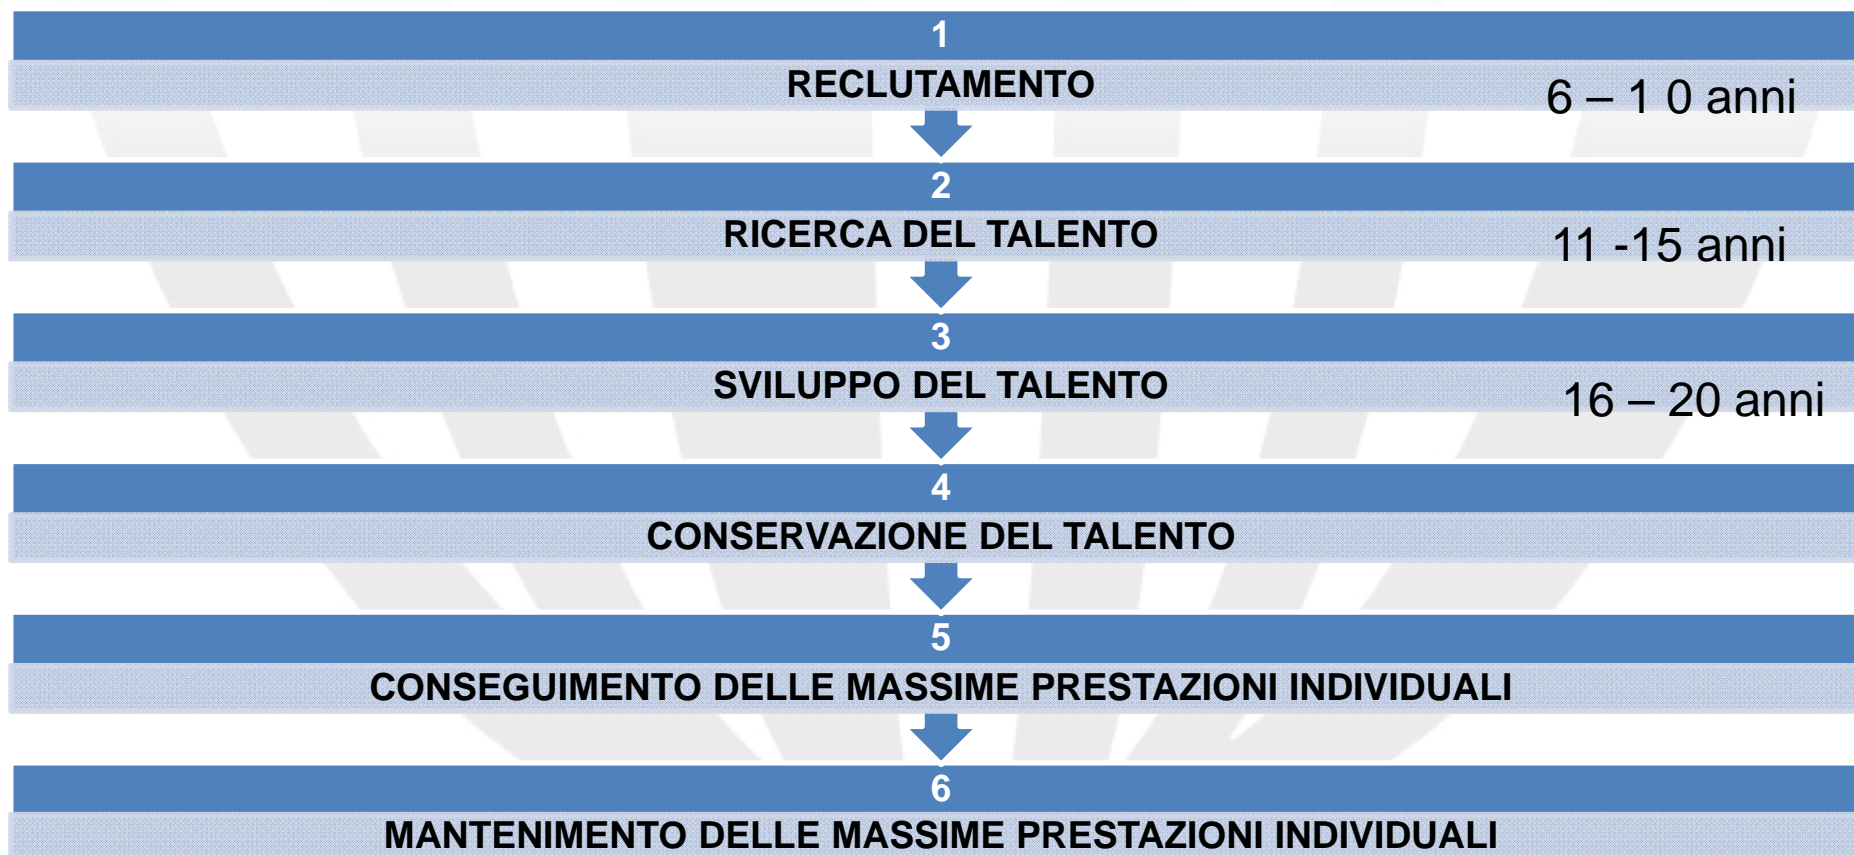 1
RECLUTAMENTO
6 – 1 0 anni
2
RICERCA DEL TALENTO
11 -15 anni
3
SVILUPPO DEL TALENTO
16 – 20 anni
4
CONSERVAZIONE DEL TALENTO
5
CONSEGUIMENTO DELLE MASSIME PRESTAZIONI INDIVIDUALI
6
MANTENIMENTO DELLE MASSIME PRESTAZIONI INDIVIDUALI